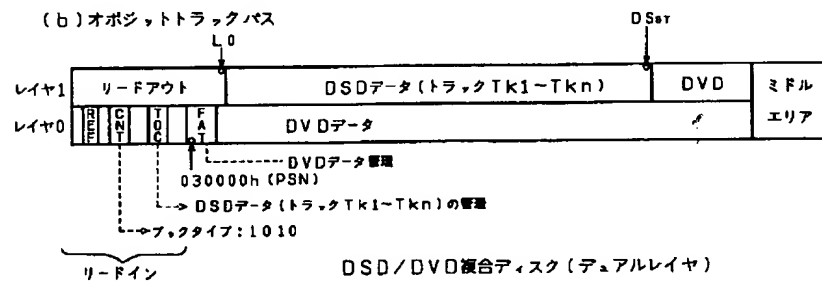 (b)オポジットトラックパス
LO
DSST
レイヤ1 リードアウト DSDデータ(トラックTk1~Tkn) DVD ミドル
レイヤ0 REF CNT TOC FAT DVDデータ エリア
DVDデータ管理
030000h(PSN)
DSDデータ(トラックTk1~Tkn)の管理
ブックタイプ:1010
リードイン
DSD/DVD複合ディスク(デュアルレイヤ)